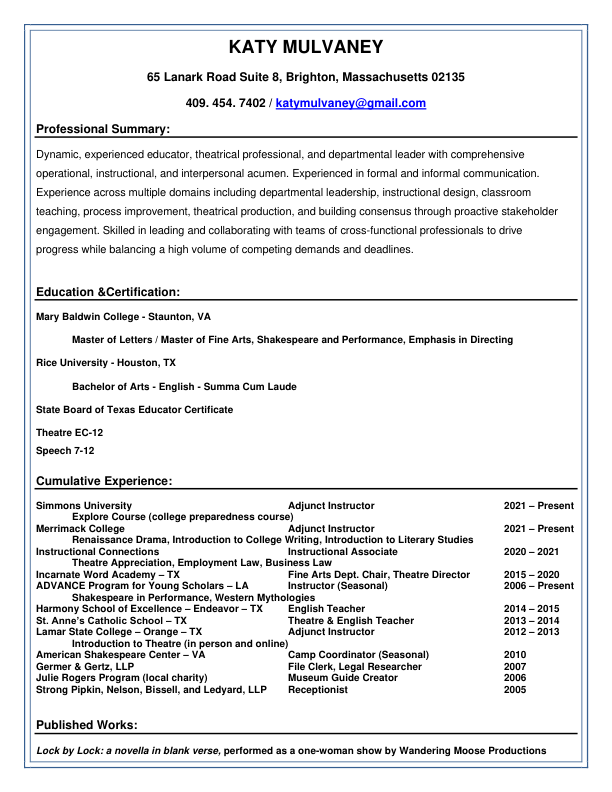 KATY MULVANEY
65 Lanark Road Suite 8, Brighton, Massachusetts 02135
409. 454. 7402 / katymulvaney@gmail.com
Professional Summary:
Dynamic, experienced educator, theatrical professional, and departmental leader with comprehensive
operational, instructional, and interpersonal acumen. Experienced in formal and informal communication.
Experience across multiple domains including departmental leadership, instructional design, classroom
teaching, process improvement, theatrical production, and building consensus through proactive stakeholder
engagement. Skilled in leading and collaborating with teams of cross-functional professionals to drive
progress while balancing a high volume of competing demands and deadlines.
Education &Certification:
Mary Baldwin College - Staunton, VA
Master of Letters / Master of Fine Arts, Shakespeare and Performance, Emphasis in Directing
Rice University - Houston, TX
Bachelor of Arts - English - Summa Cum Laude
State Board of Texas Educator Certificate
Theatre EC-12
Speech 7-12
Cumulative Experience:
Simmons University Adjunct Instructor 2021 – Present
Explore Course (college preparedness course)
Merrimack College Adjunct Instructor 2021 – Present
Renaissance Drama, Introduction to College Writing, Introduction to Literary Studies
Instructional Connections Instructional Associate 2020 – 2021
Theatre Appreciation, Employment Law, Business Law
Incarnate Word Academy – TX Fine Arts Dept. Chair, Theatre Director 2015 – 2020
ADVANCE Program for Young Scholars – LA Instructor (Seasonal) 2006 – Present
Shakespeare in Performance, Western Mythologies
Harmony School of Excellence – Endeavor – TX English Teacher 2014 – 2015
St. Anne's Catholic School – TX Theatre & English Teacher 2013 – 2014
Lamar State College – Orange – TX Adjunct Instructor 2012 – 2013
Introduction to Theatre (in person and online)
American Shakespeare Center – VA Camp Coordinator (Seasonal) 2010
Germer & Gertz, LLP File Clerk, Legal Researcher 2007
Julie Rogers Program (local charity) Museum Guide Creator 2006
Strong Pipkin, Nelson, Bissell, and Ledyard, LLP Receptionist 2005
Published Works:
Lock by Lock: a novella in blank verse, performed as a one-woman show by Wandering Moose Productions